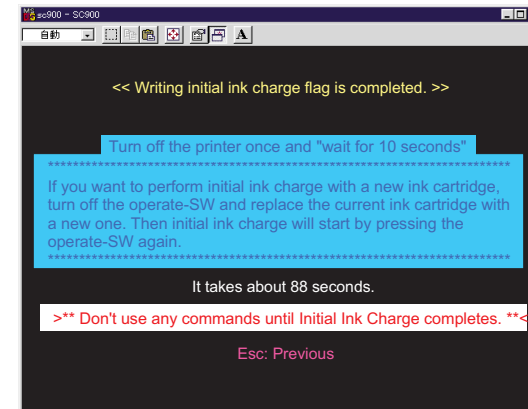 sc900 - SC900
自動
A
<< Writing initial ink charge flag is completed. >>
Turn off the printer once and "wait for 10 seconds"
**************************************************************************
If you want to perform initial ink charge with a new ink cartridge,
turn off the operate-SW and replace the current ink cartridge with
a new one. Then initial ink charge will start by pressing the
operate-SW again.
**************************************************************************
It takes about 88 seconds.
>** Don't use any commands until Initial Ink Charge completes. **<
Esc: Previous